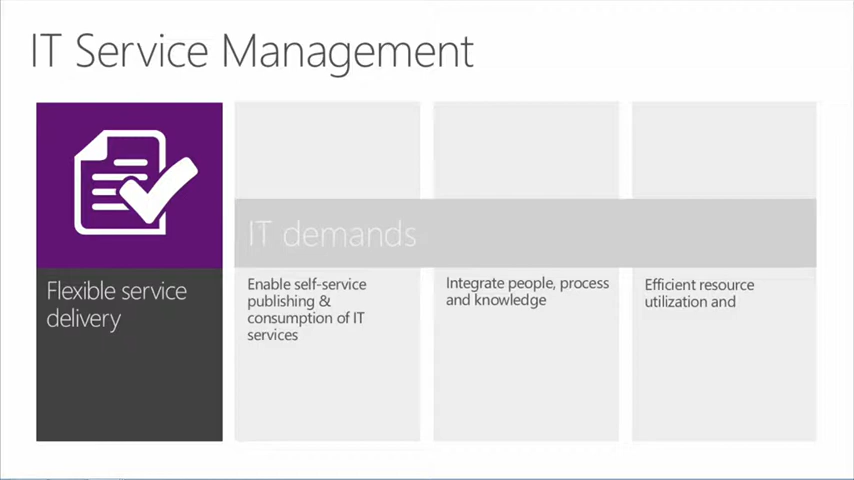 IT Service Management
IT demands
Flexible service
delivery
Enable self-service
publishing &
consumption of IT
services
Integrate people, process
and knowledge
Efficient resource
utilization and